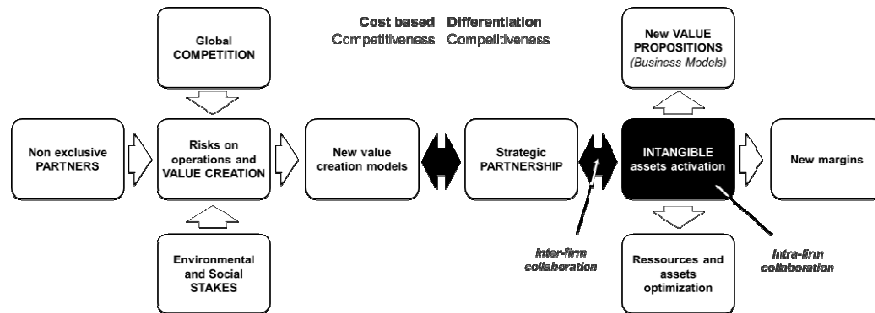 Global
COMPETITION
Cost based Differentiation
Competitiveness Competitiveness
New VALUE
PROPOSITIONS
(Business Models)
Non exclusive
PARTNERS
Risks on
operations and
VALUE CREATION
New value
creation models
Strategic
PARTNERSHIP
INTANGIBLE
assets activation
New margins
Environmental
and Social
STAKES
Inter-firm
collaboration
Ressources and
assets
optimization
Intra-firm
collaboration